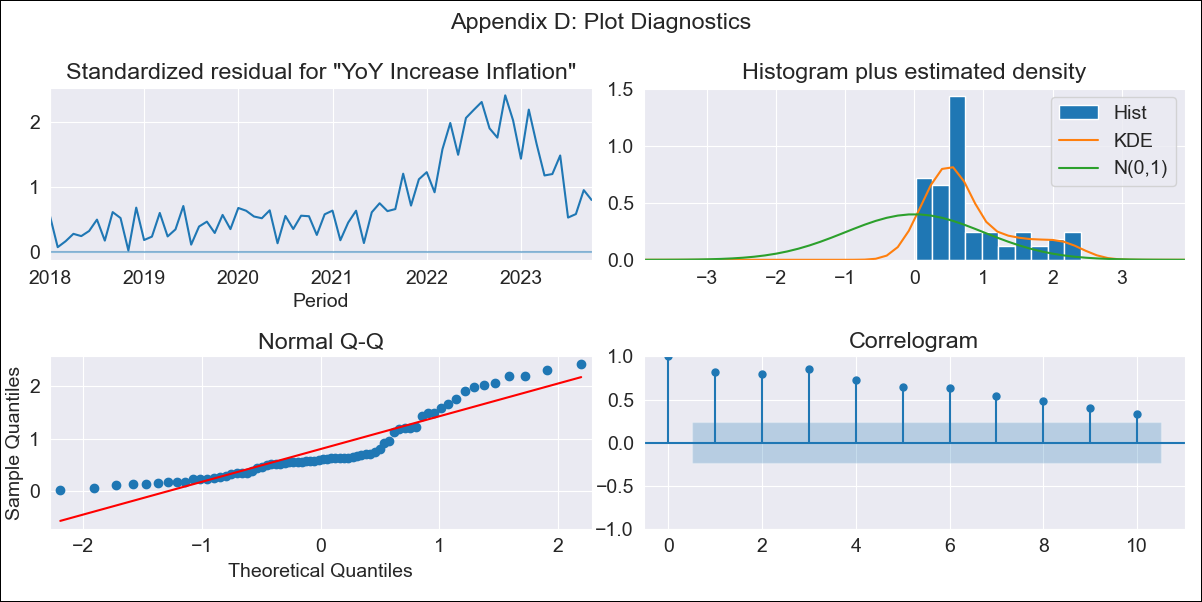 Appendix D: Plot Diagnostics
Standardized residual for "YoY Increase Inflation"
2
1
0
2018 2019 2020 2021 2022 2023
Period
Histogram plus estimated density
1.5
1.0
0.5
0.0
−3 −2 −1 0 1 2 3
Hist
KDE
N(0,1)
Normal Q-Q
Sample Quantiles
2
1
0
−2 −1 0 1 2
Theoretical Quantiles
Correlogram
1.0
0.5
0.0
−0.5
−1.0
0 2 4 6 8 10